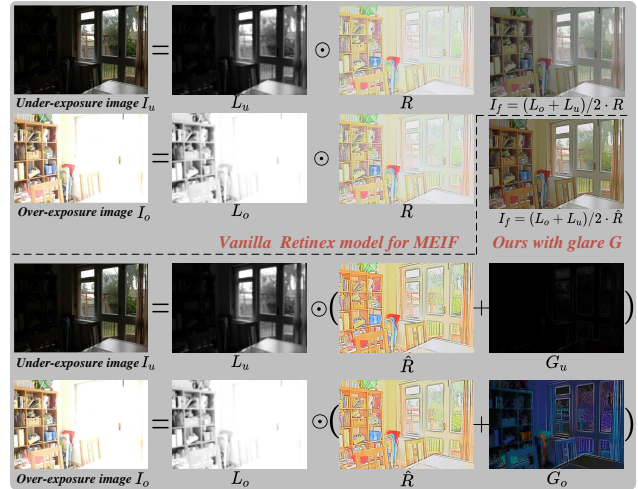 = ⊙
Under-exposure image I_u L_u R I_f = (L_o + L_u)/2 · R
= ⊙
Over-exposure image I_o L_o R I_f = (L_o + L_u)/2 · R̂
Vanilla Retinex model for MEIF Ours with glare G
= ⊙ ( + )
Under-exposure image I_u L_u R̂ G_u
= ⊙ ( + )
Over-exposure image I_o L_o R̂ G_o